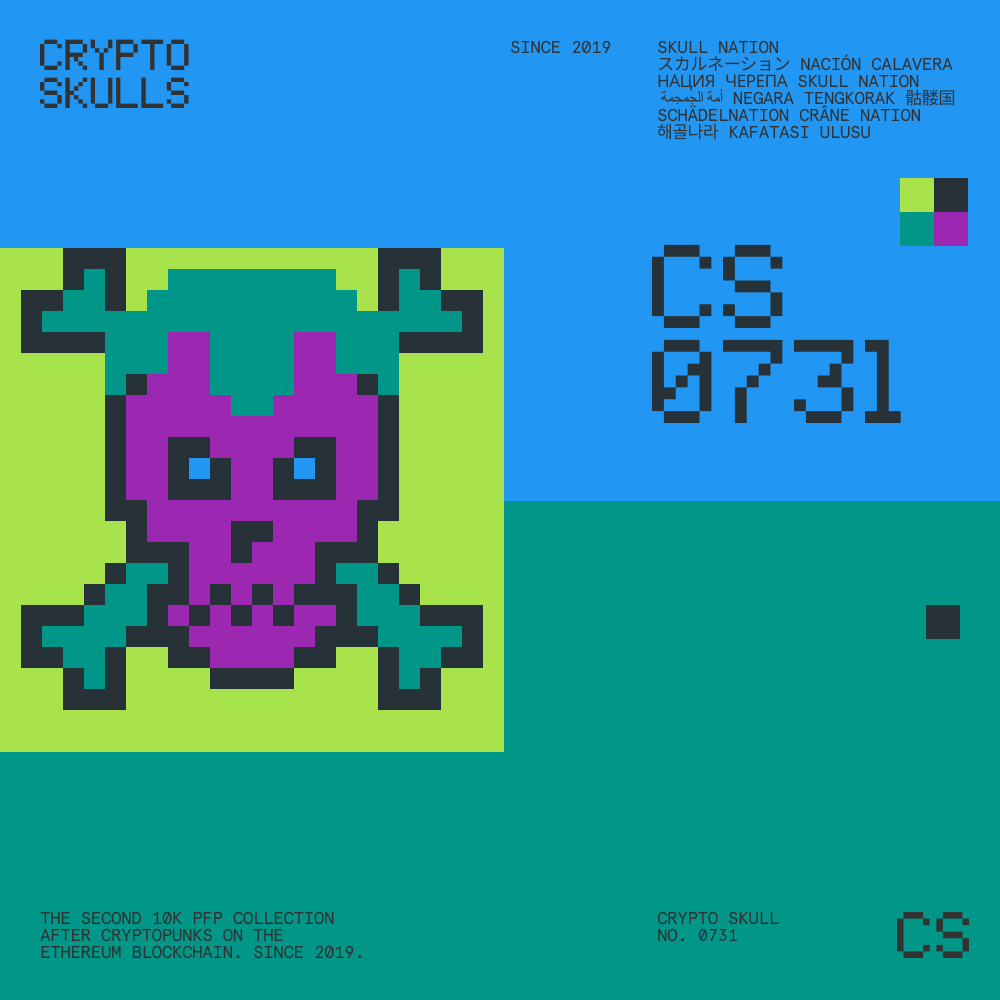 CRYPTO
SKULLS
SINCE 2019
SKULL NATION
スカルネーション NACIÓN CALAVERA
НАЦИЯ ЧЕРЕПА SKULL NATION
أمة الجمجمة NEGARA TENGKORAK 骷髅国
SCHÄDELNATION CRÂNE NATION
해골나라 KAFATASI ULUSU
CS
0731
THE SECOND 10K PFP COLLECTION
AFTER CRYPTOPUNKS ON THE
ETHEREUM BLOCKCHAIN. SINCE 2019.
CRYPTO SKULL
NO. 0731
CS